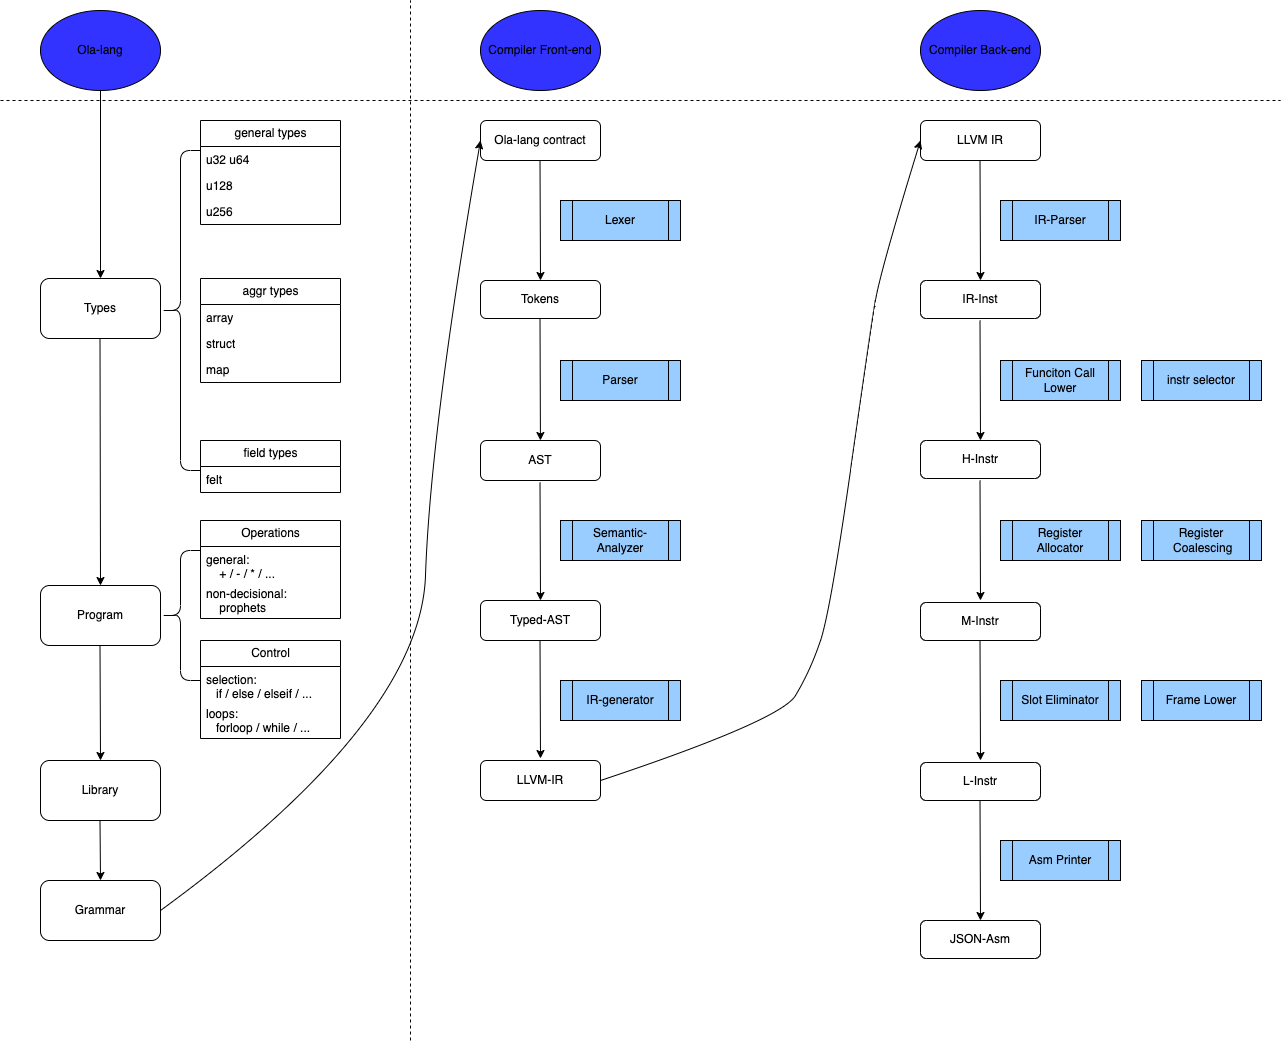 Ola-lang
Compiler Front-end
Compiler Back-end
general types
u32 u64
u128
u256
Types
aggr types
array
struct
map
field types
felt
Operations
general:
+ / - / * / ...
non-decisional:
prophets
Program
Control
selection:
if / else / elseif / ...
loops:
forloop / while / ...
Library
Grammar
Ola-lang contract
Lexer
Tokens
Parser
AST
Semantic-
Analyzer
Typed-AST
IR-generator
LLVM-IR
LLVM IR
IR-Parser
IR-Inst
Funciton Call
Lower
instr selector
H-Instr
Register
Allocator
Register
Coalescing
M-Instr
Slot Eliminator
Frame Lower
L-Instr
Asm Printer
JSON-Asm